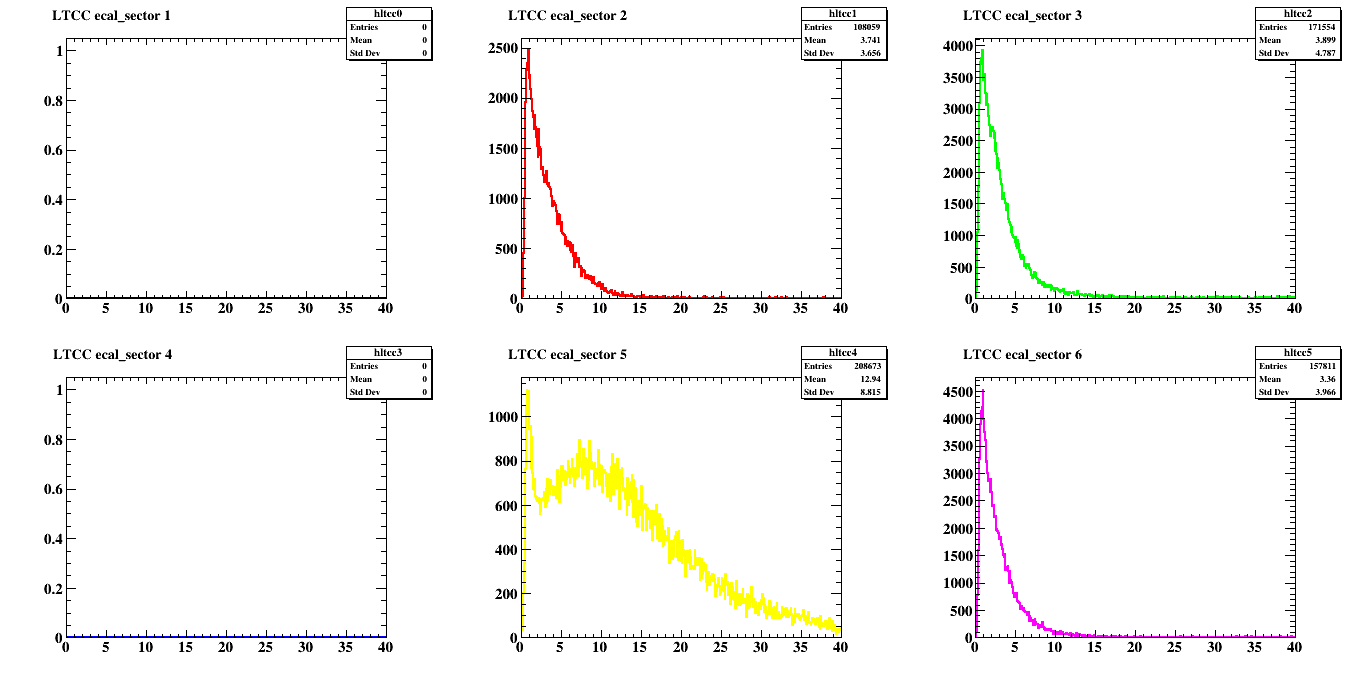 LTCC ecal_sector 1
hltcc0
Entries 0
Mean 0
Std Dev 0
1
0.8
0.6
0.4
0.2
0
0 5 10 15 20 25 30 35 40
LTCC ecal_sector 2
hltcc1
Entries 108059
Mean 3.741
Std Dev 3.656
2500
2000
1500
1000
500
0
0 5 10 15 20 25 30 35 40
LTCC ecal_sector 3
hltcc2
Entries 171554
Mean 3.899
Std Dev 4.787
4000
3500
3000
2500
2000
1500
1000
500
0
0 5 10 15 20 25 30 35 40
LTCC ecal_sector 4
hltcc3
Entries 0
Mean 0
Std Dev 0
1
0.8
0.6
0.4
0.2
0
0 5 10 15 20 25 30 35 40
LTCC ecal_sector 5
hltcc4
Entries 208673
Mean 12.94
Std Dev 8.815
1000
800
600
400
200
0
0 5 10 15 20 25 30 35 40
LTCC ecal_sector 6
hltcc5
Entries 157811
Mean 3.36
Std Dev 3.966
4500
4000
3500
3000
2500
2000
1500
1000
500
0
0 5 10 15 20 25 30 35 40